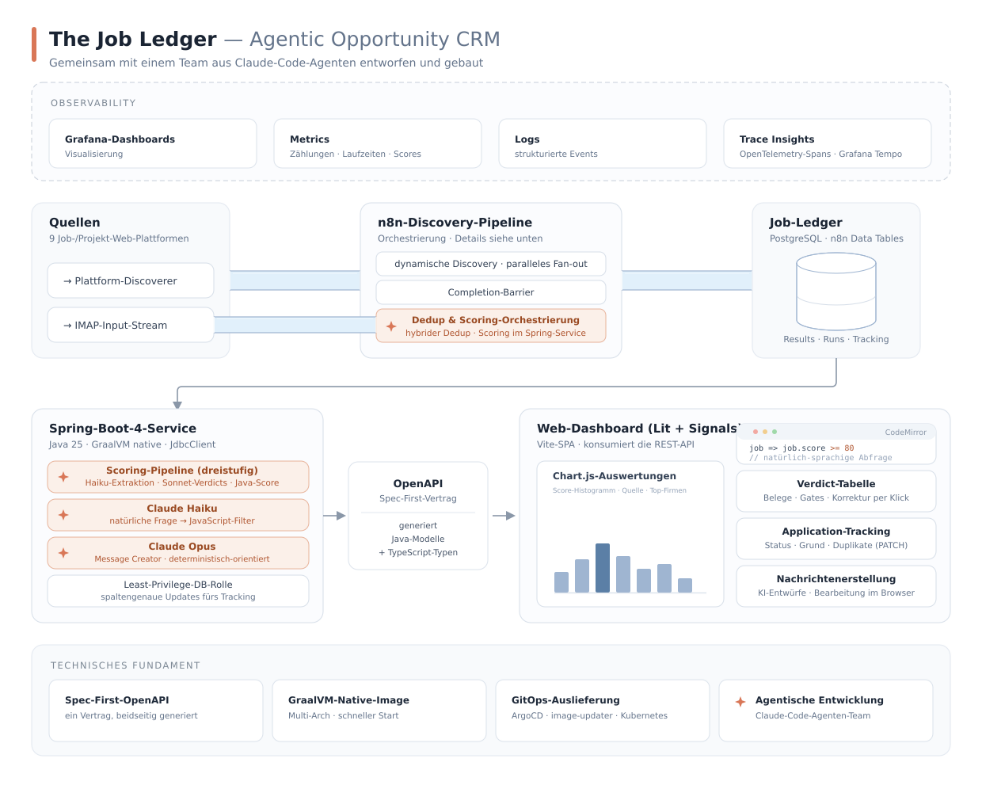 The Job Ledger — Agentic Opportunity CRM
Gemeinsam mit einem Team aus Claude-Code-Agenten entworfen und gebaut
OBSERVABILITY
Grafana-Dashboards
Visualisierung
Metrics
Zählungen · Laufzeiten · Scores
Logs
strukturierte Events
Trace Insights
OpenTelemetry-Spans · Grafana Tempo
Quellen
9 Job-/Projekt-Web-Plattformen
→ Plattform-Discoverer
→ IMAP-Input-Stream
n8n-Discovery-Pipeline
Orchestrierung · Details siehe unten
dynamische Discovery · paralleles Fan-out
Completion-Barrier
Dedup & Scoring-Orchestrierung
hybrider Dedup · Scoring im Spring-Service
Job-Ledger
PostgreSQL · n8n Data Tables
Results · Runs · Tracking
Spring-Boot-4-Service
Java 25 · GraalVM native · JdbcClient
Scoring-Pipeline (dreistufig)
Haiku-Extraktion · Sonnet-Verdicts · Java-Score
Claude Haiku
natürliche Frage → JavaScript-Filter
Claude Opus
Message Creator · deterministisch-orientiert
Least-Privilege-DB-Rolle
spaltengenaue Updates fürs Tracking
OpenAPI
Spec-First-Vertrag
generiert
Java-Modelle
+ TypeScript-Typen
Web-Dashboard (Lit + Signals)
Vite-SPA · konsumiert die REST-API
Chart.js-Auswertungen
Score-Histogramm · Quelle · Top-Firmen
CodeMirror
job => job.score >= 80
// natürlich-sprachige Abfrage
Verdict-Tabelle
Belege · Gates · Korrektur per Klick
Application-Tracking
Status · Grund · Duplikate (PATCH)
Nachrichtenerstellung
KI-Entwürfe · Bearbeitung im Browser
TECHNISCHES FUNDAMENT
Spec-First-OpenAPI
ein Vertrag, beidseitig generiert
GraalVM-Native-Image
Multi-Arch · schneller Start
GitOps-Auslieferung
ArgoCD · image-updater · Kubernetes
Agentische Entwicklung
Claude-Code-Agenten-Team